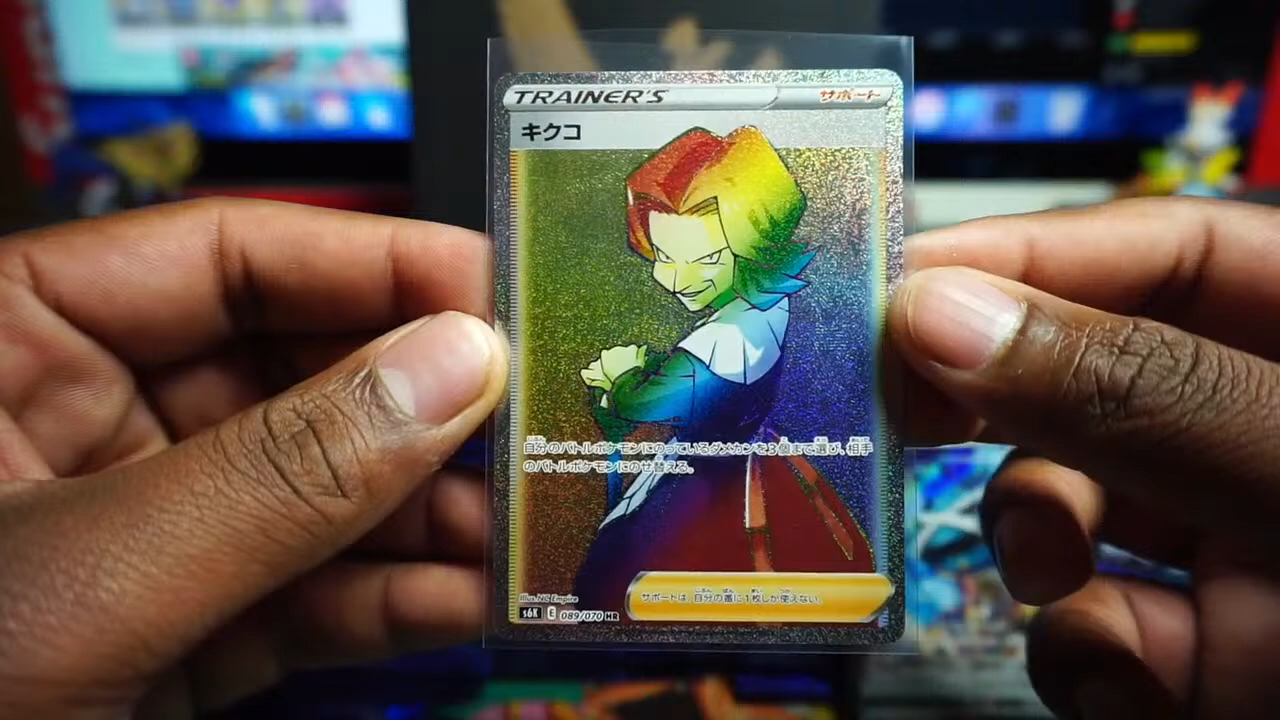 TRAINER'S サポート
キクコ
自分のバトルポケモンにのっているダメカンを3個まで選び、相手
のバトルポケモンにのせ替える。
サポートは、自分の番に1枚しか使えない。
Illus. NC Empire
s6K E 089/070 HR